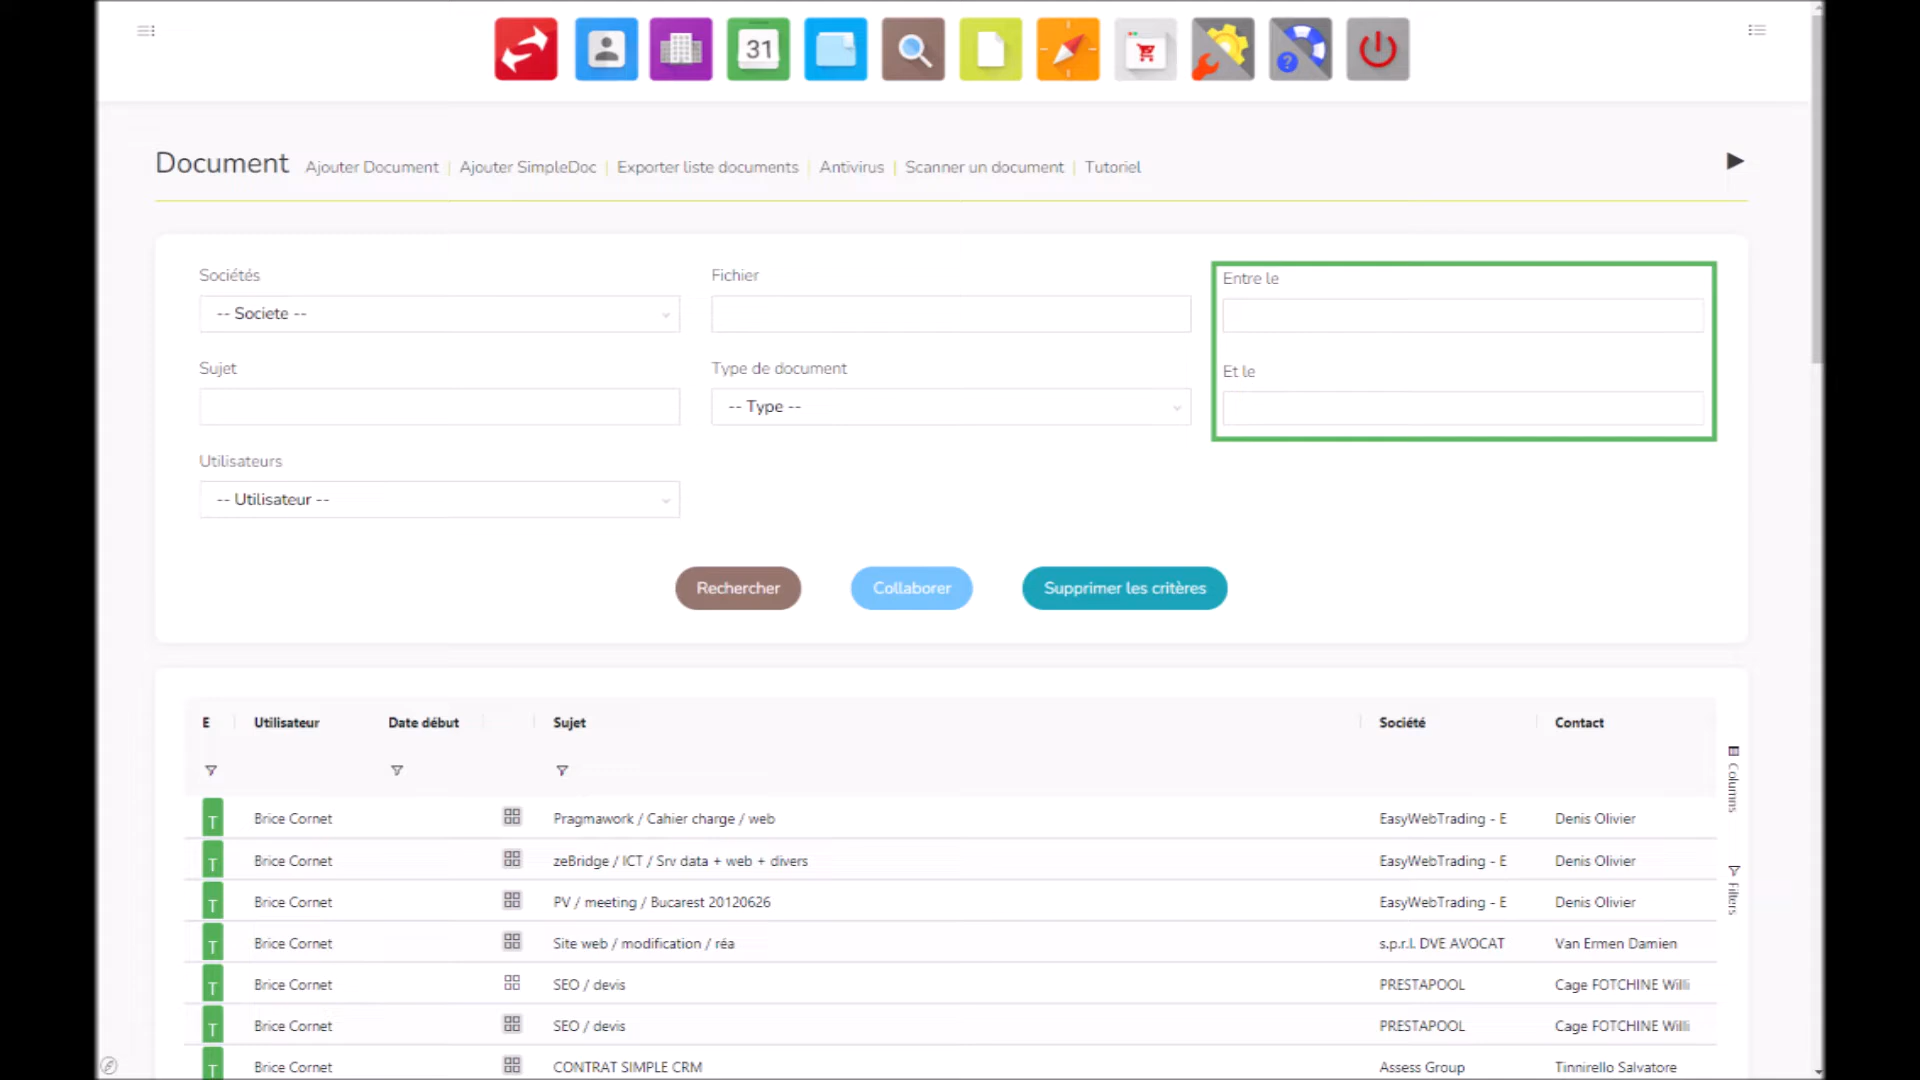 31
?
Document Ajouter Document | Ajouter SimpleDoc | Exporter liste documents | Antivirus | Scanner un document | Tutoriel
Sociétés Fichier Entre le
-- Societe --
Sujet Type de document Et le
-- Type --
Utilisateurs
-- Utilisateur --
Rechercher Collaborer Supprimer les critères
E Utilisateur Date début Sujet Société Contact
Columns
Filters
T Brice Cornet Pragmawork / Cahier charge / web EasyWebTrading - E Denis Olivier
T Brice Cornet zeBridge / ICT / Srv data + web + divers EasyWebTrading - E Denis Olivier
T Brice Cornet PV / meeting / Bucarest 20120626 EasyWebTrading - E Denis Olivier
T Brice Cornet Site web / modification / réa s.p.r.l. DVE AVOCAT Van Ermen Damien
T Brice Cornet SEO / devis PRESTAPOOL Cage FOTCHINE Willi
T Brice Cornet SEO / devis PRESTAPOOL Cage FOTCHINE Willi
T Brice Cornet CONTRAT SIMPLE CRM Assess Group Tinnirello Salvatore